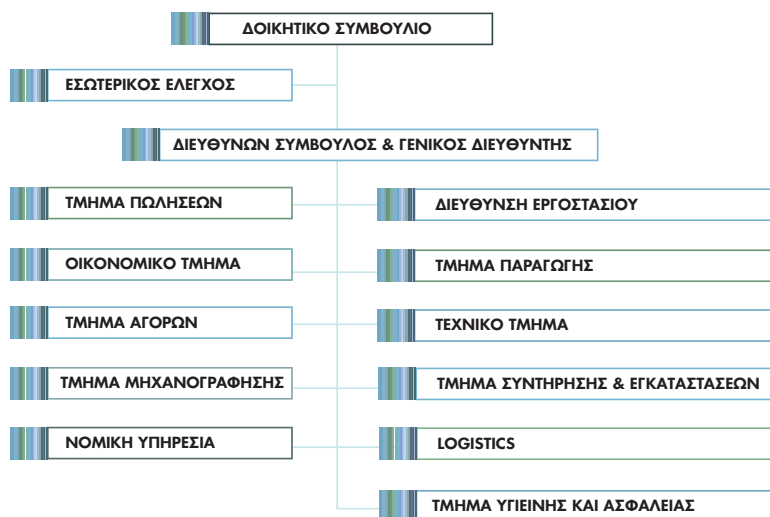 ΔΟΙΚΗΤΙΚΟ ΣΥΜΒΟΥΛΙΟ
ΕΣΩΤΕΡΙΚΟΣ ΕΛΕΓΧΟΣ
ΔΙΕΥΘΥΝΩΝ ΣΥΜΒΟΥΛΟΣ & ΓΕΝΙΚΟΣ ΔΙΕΥΘΥΝΤΗΣ
ΤΜΗΜΑ ΠΩΛΗΣΕΩΝ
ΔΙΕΥΘΥΝΣΗ ΕΡΓΟΣΤΑΣΙΟΥ
ΟΙΚΟΝΟΜΙΚΟ ΤΜΗΜΑ
ΤΜΗΜΑ ΠΑΡΑΓΩΓΗΣ
ΤΜΗΜΑ ΑΓΟΡΩΝ
ΤΕΧΝΙΚΟ ΤΜΗΜΑ
ΤΜΗΜΑ ΜΗΧΑΝΟΓΡΑΦΗΣΗΣ
ΤΜΗΜΑ ΣΥΝΤΗΡΗΣΗΣ & ΕΓΚΑΤΑΣΤΑΣΕΩΝ
ΝΟΜΙΚΗ ΥΠΗΡΕΣΙΑ
LOGISTICS
ΤΜΗΜΑ ΥΓΙΕΙΝΗΣ ΚΑΙ ΑΣΦΑΛΕΙΑΣ